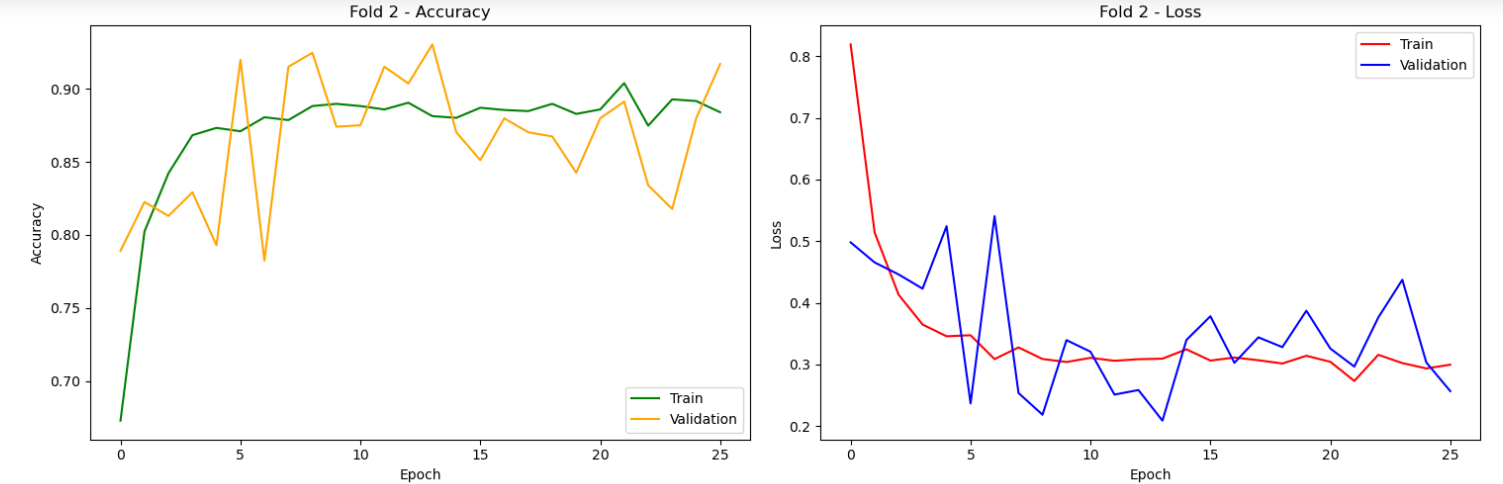 Fold 2 - Accuracy
Accuracy
0.90
0.85
0.80
0.75
0.70
0 5 10 15 20 25
Epoch
Train
Validation
Fold 2 - Loss
Loss
0.8
0.7
0.6
0.5
0.4
0.3
0.2
0 5 10 15 20 25
Epoch
Train
Validation